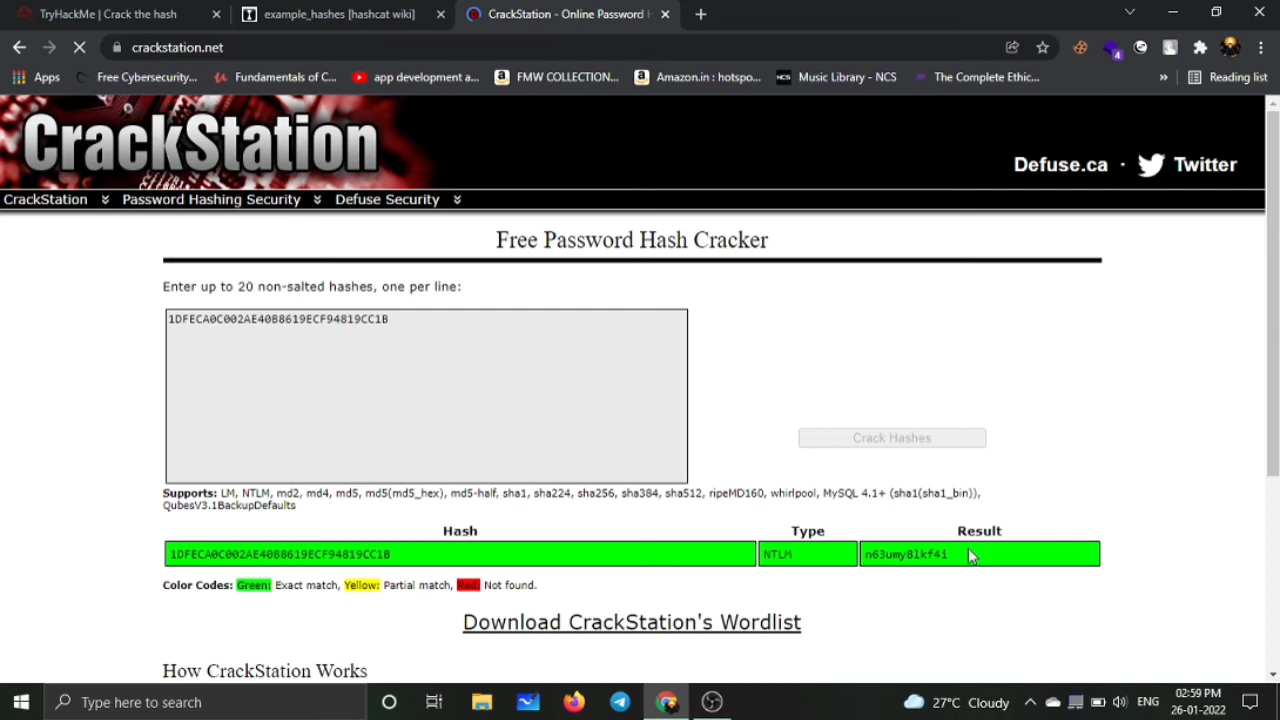 TryHackMe | Crack the hash
example_hashes [hashcat wiki]
CrackStation - Online Password H
crackstation.net
4
Apps
Free Cybersecurity...
Fundamentals of C...
app development a...
FMW COLLECTION...
Amazon.in : hotspo...
NCS
Music Library - NCS
The Complete Ethic...
Reading list
CrackStation
Defuse.ca · Twitter
CrackStation
Password Hashing Security
Defuse Security
Free Password Hash Cracker
Enter up to 20 non-salted hashes, one per line:
1DFECA0C002AE40B8619ECF94819CC1B
Crack Hashes
Supports: LM, NTLM, md2, md4, md5, md5(md5_hex), md5-half, sha1, sha224, sha256, sha384, sha512, ripeMD160, whirlpool, MySQL 4.1+ (sha1(sha1_bin)),
QubesV3.1BackupDefaults
Hash Type Result
1DFECA0C002AE40B8619ECF94819CC1B NTLM n63umy8lkf4i
Color Codes: Green: Exact match, Yellow: Partial match, Red: Not found.
Download CrackStation's Wordlist
How CrackStation Works
Type here to search
27°C Cloudy
ENG
02:59 PM
26-01-2022